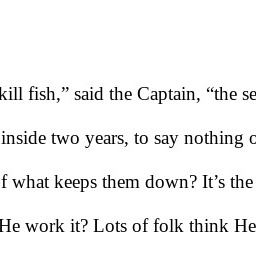 kill fish,” said the Captain, “the se
inside two years, to say nothing o
f what keeps them down? It’s the
He work it? Lots of folk think He